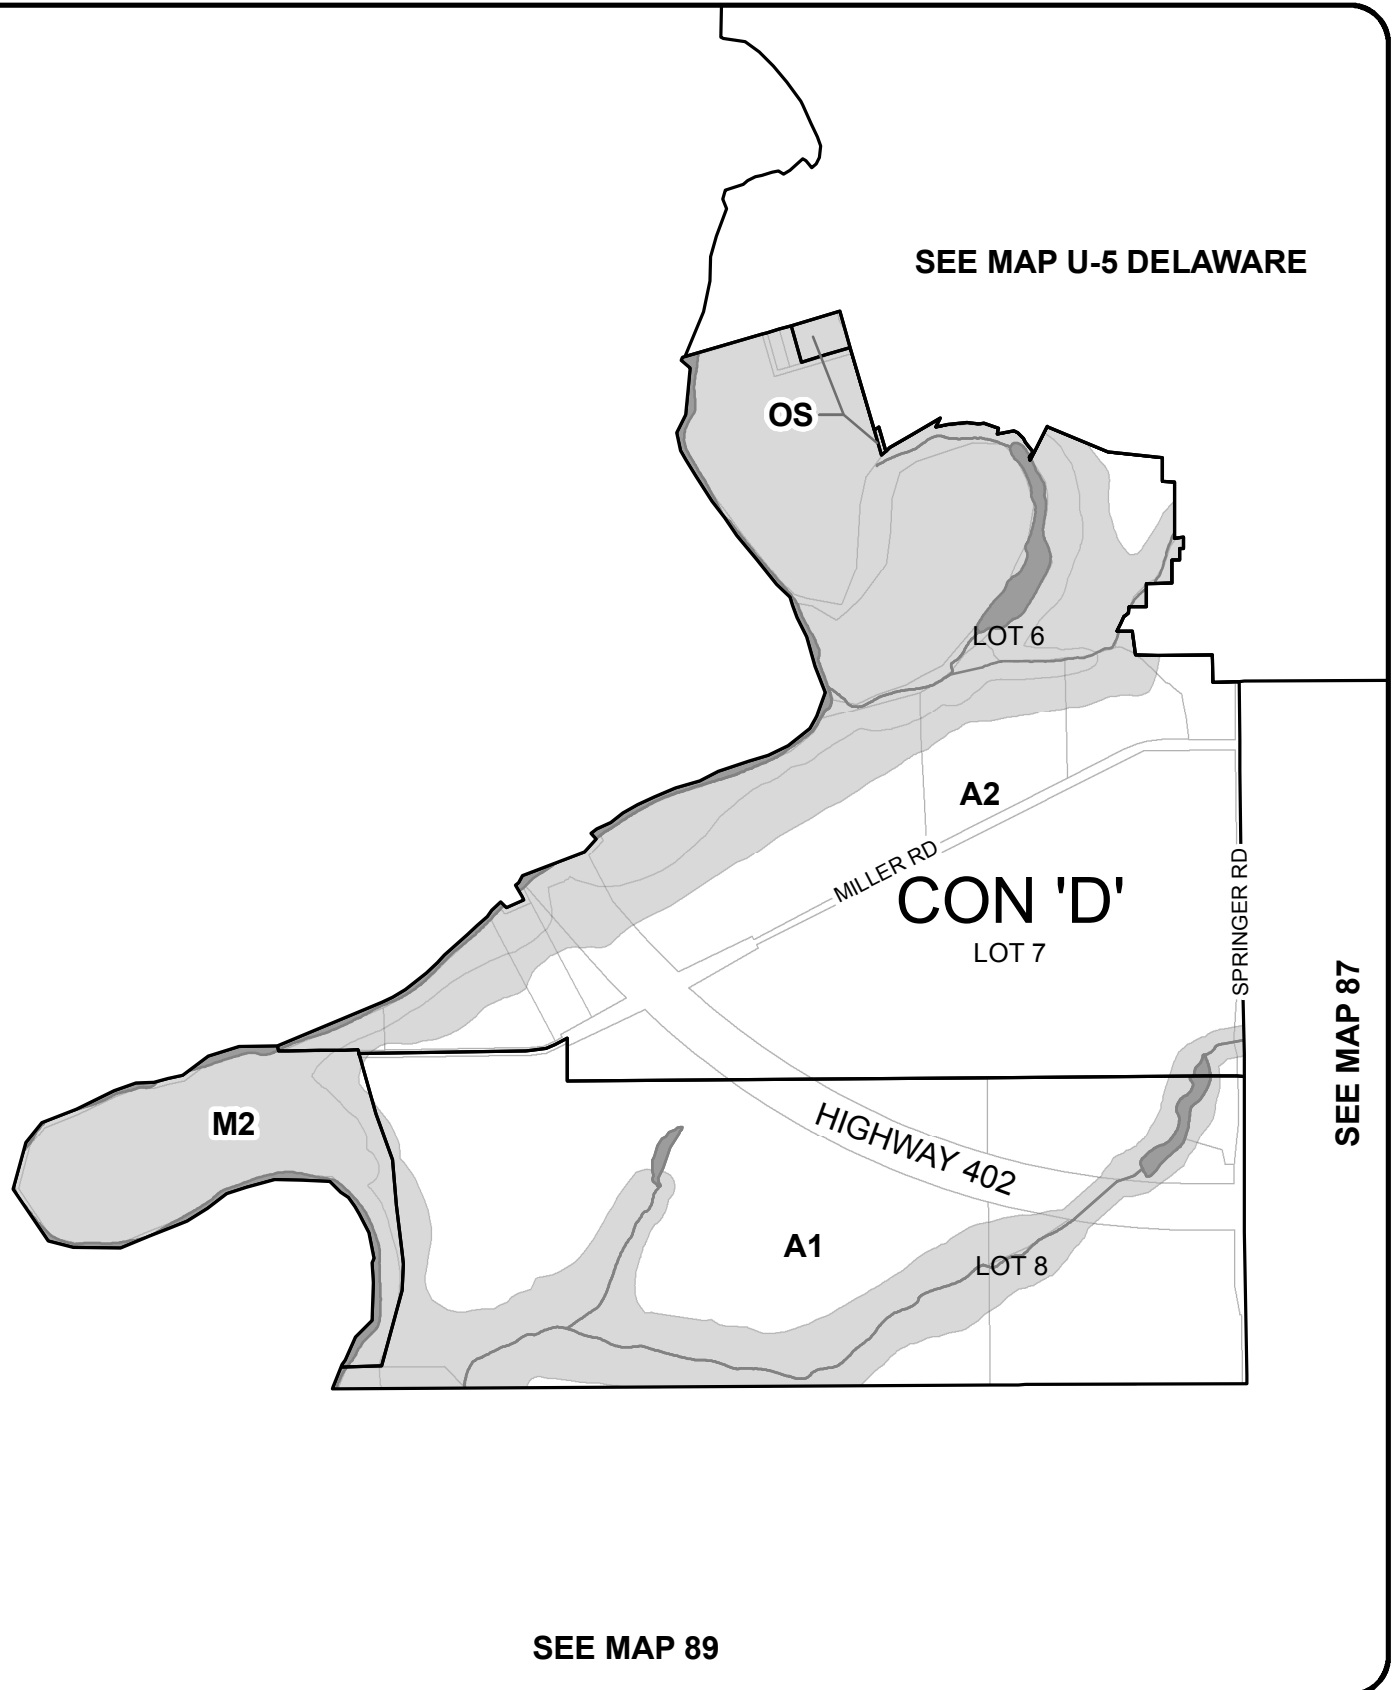 SEE MAP U-5 DELAWARE
OS
LOT 6
A2
MILLER RD
CON 'D'
LOT 7
SPRINGER RD
SEE MAP 87
M2
HIGHWAY 402
A1
LOT 8
SEE MAP 89